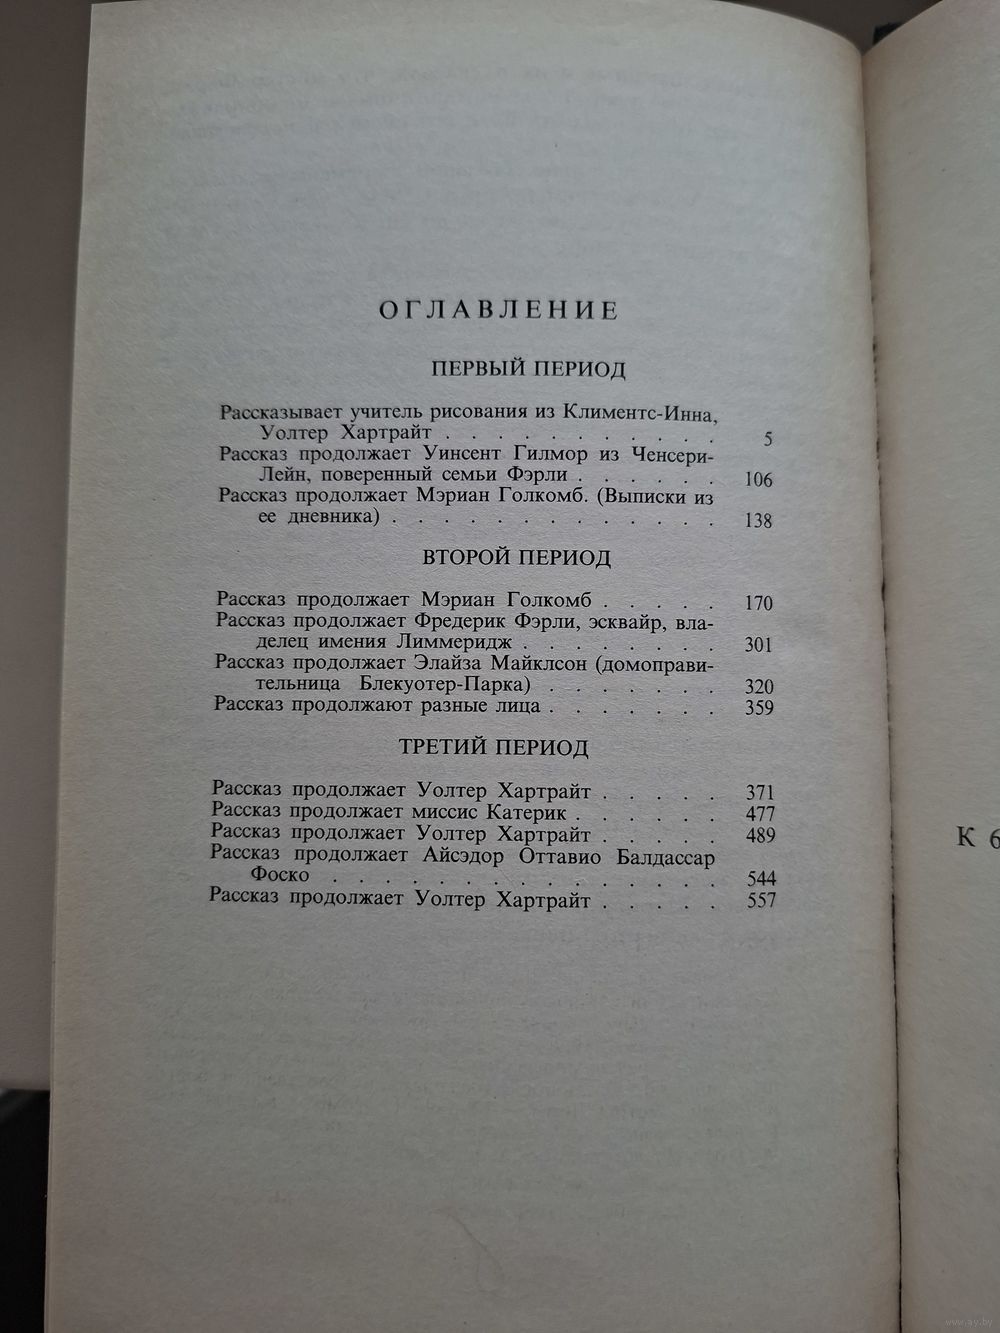 ОГЛАВЛЕНИЕ
ПЕРВЫЙ ПЕРИОД
Рассказывает учитель рисования из Климентс-Инна,
Уолтер Хартрайт . . . . . . . . . . . 5
Рассказ продолжает Уинсент Гилмор из Ченсери-
Лейн, поверенный семьи Фэрли . . . . . . 106
Рассказ продолжает Мэриан Голкомб. (Выписки из
ее дневника) . . . . . . . . . . . . . 138
ВТОРОЙ ПЕРИОД
Рассказ продолжает Мэриан Голкомб . . . . . 170
Рассказ продолжает Фредерик Фэрли, эсквайр, вла-
делец имения Лиммеридж . . . . . . . . 301
Рассказ продолжает Элайза Майклсон (домоправи-
тельница Блекуотер-Парка) . . . . . . . 320
Рассказ продолжают разные лица . . . . . . . 359
ТРЕТИЙ ПЕРИОД
Рассказ продолжает Уолтер Хартрайт . . . . . 371
Рассказ продолжает миссис Катерик . . . . . . 477
Рассказ продолжает Уолтер Хартрайт . . . . . 489
Рассказ продолжает Айсэдор Оттавио Балдассар
Фоско . . . . . . . . . . . . . . . 544
Рассказ продолжает Уолтер Хартрайт . . . . . 557
К 6
www.ay.by